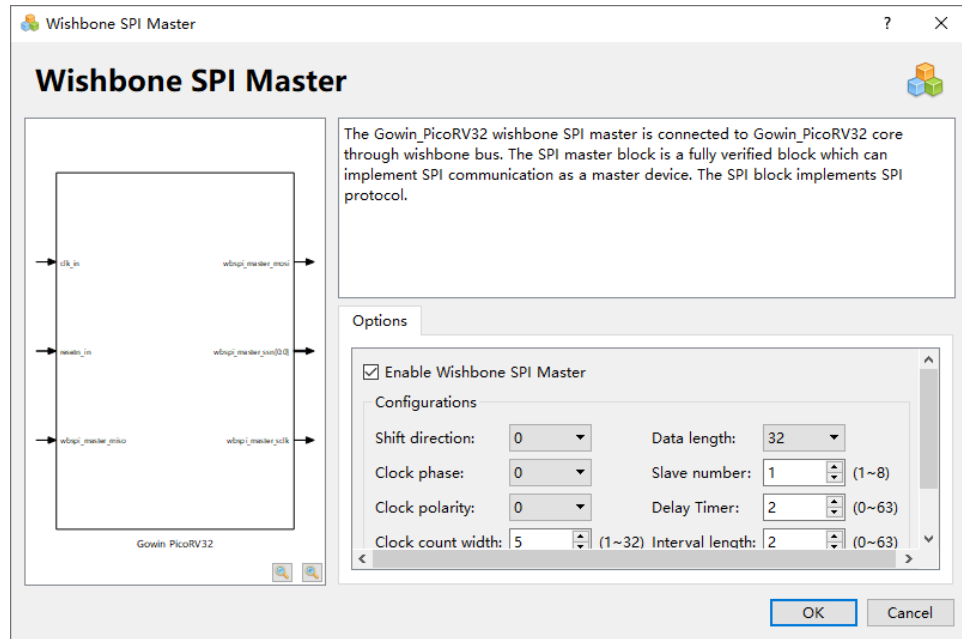 Wishbone SPI Master
?
Wishbone SPI Master
clk_in
wbspi_master_mosi
resetn_in
wbspi_master_ssn[0:0]
wbspi_master_miso
wbspi_master_sclk
Gowin PicoRV32
The Gowin_PicoRV32 wishbone SPI master is connected to Gowin_PicoRV32 core
through wishbone bus. The SPI master block is a fully verified block which can
implement SPI communication as a master device. The SPI block implements SPI
protocol.
Options
Enable Wishbone SPI Master
Configurations
Shift direction: 0 Data length: 32
Clock phase: 0 Slave number: 1 (1~8)
Clock polarity: 0 Delay Timer: 2 (0~63)
Clock count width: 5 (1~32) Interval length: 2 (0~63)
OK Cancel